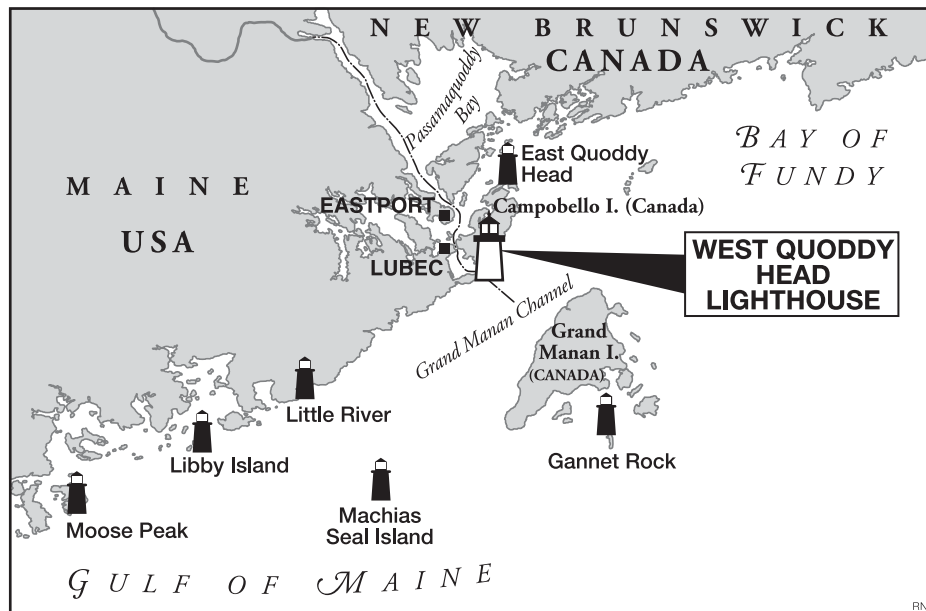 NEW BRUNSWICK
CANADA
Passamaquoddy
Bay
BAY OF
FUNDY
East Quoddy
Head
MAINE
USA
EASTPORT
Campobello I. (Canada)
LUBEC
WEST QUODDY
HEAD
LIGHTHOUSE
Grand Manan Channel
Grand
Manan I.
(CANADA)
Little River
Libby Island
Gannet Rock
Moose Peak
Machias
Seal Island
GULF OF MAINE
RN